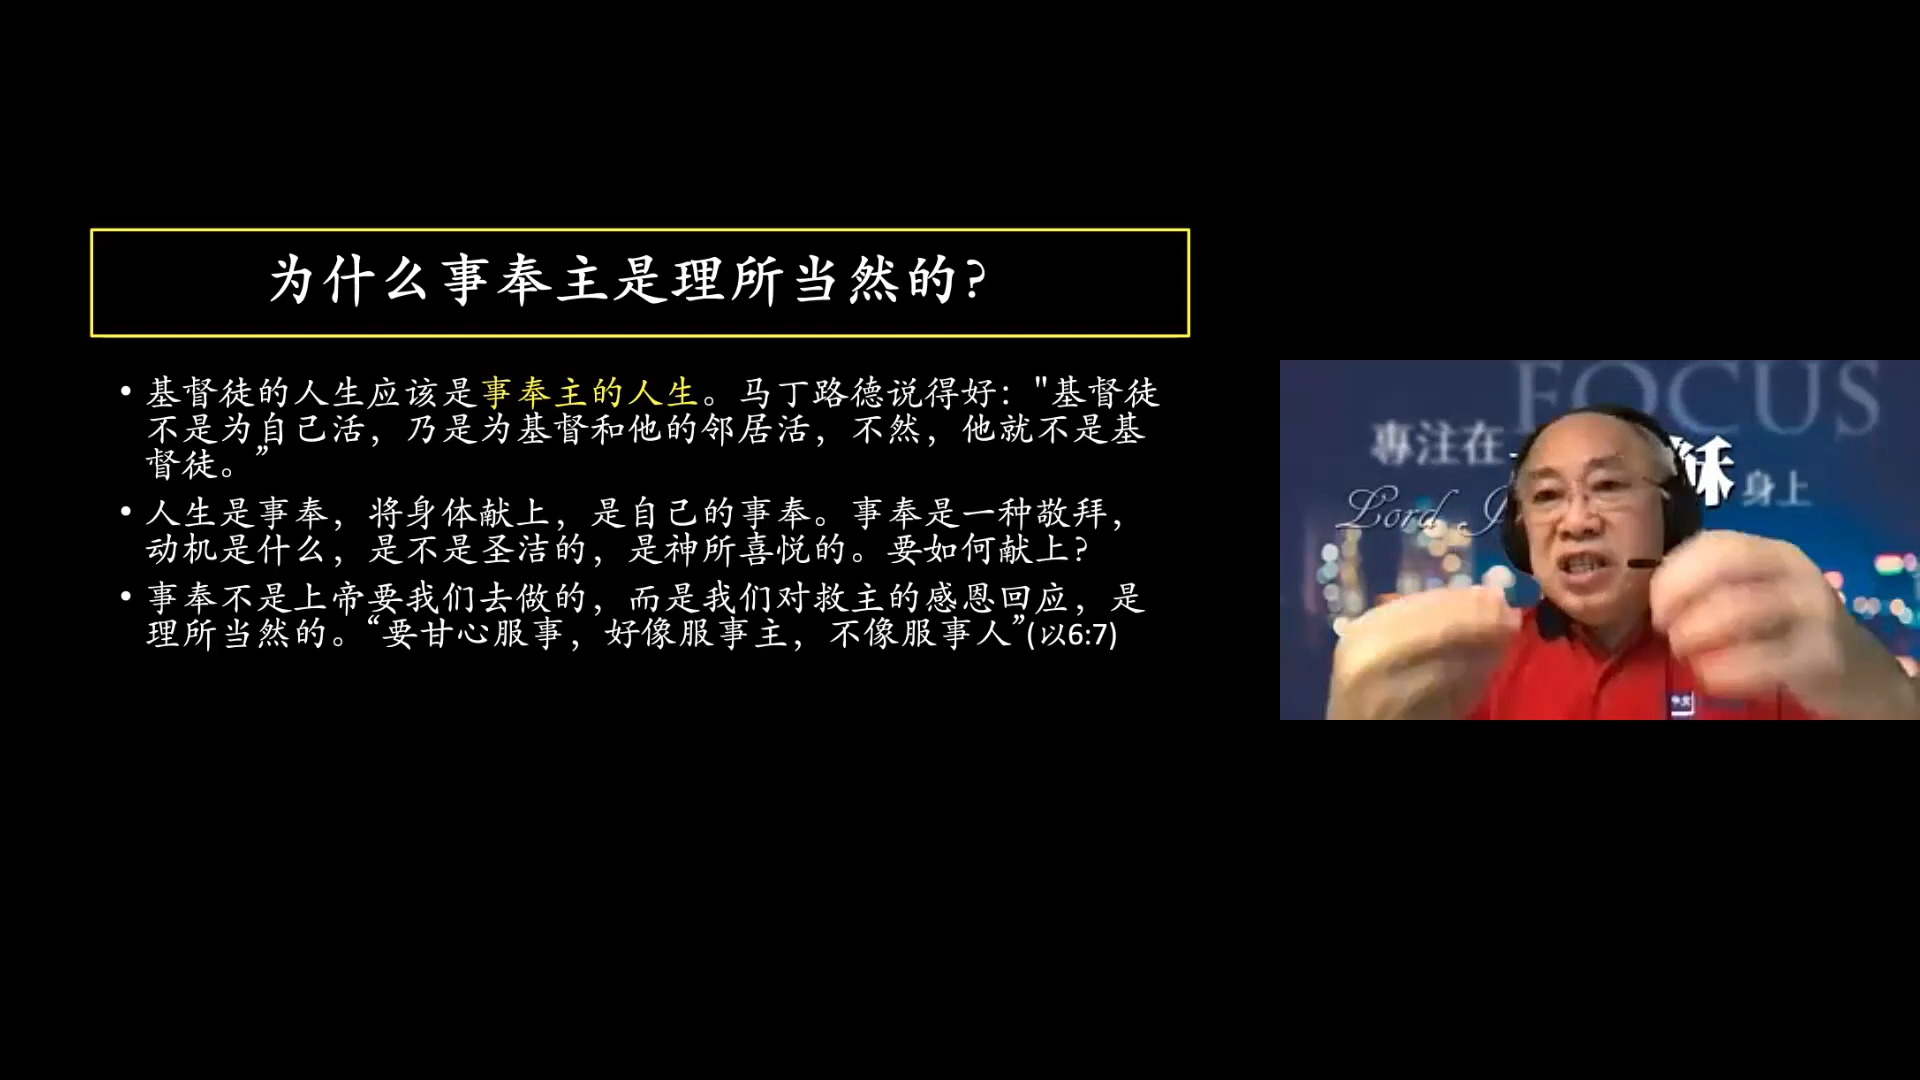 为什么事奉主是理所当然的?
• 基督徒的人生应该是事奉主的人生。马丁路德说得好："基督徒
不是为自己活，乃是为基督和他的邻居活，不然，他就不是基
督徒。”
• 人生是事奉，将身体献上，是自己的事奉。事奉是一种敬拜，
动机是什么，是不是圣洁的，是神所喜悦的。要如何献上?
• 事奉不是上帝要我们去做的，而是我们对救主的感恩回应，是
理所当然的。“要甘心服事，好像服事主，不像服事人”(以6:7)
FOCUS
專注在 穌 身上
Lord J
中文